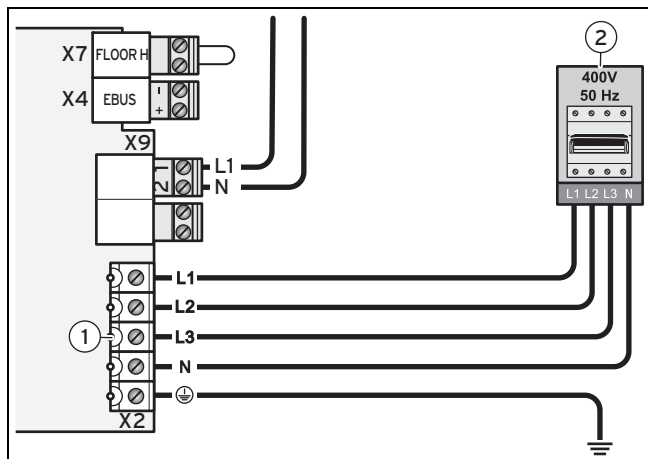 X7 FLOOR H
X4 EBUS - +
X9
1 L1
2 N
2
400V
50 Hz
L1 L2 L3 N
L1
L2
1 L3
N
X2